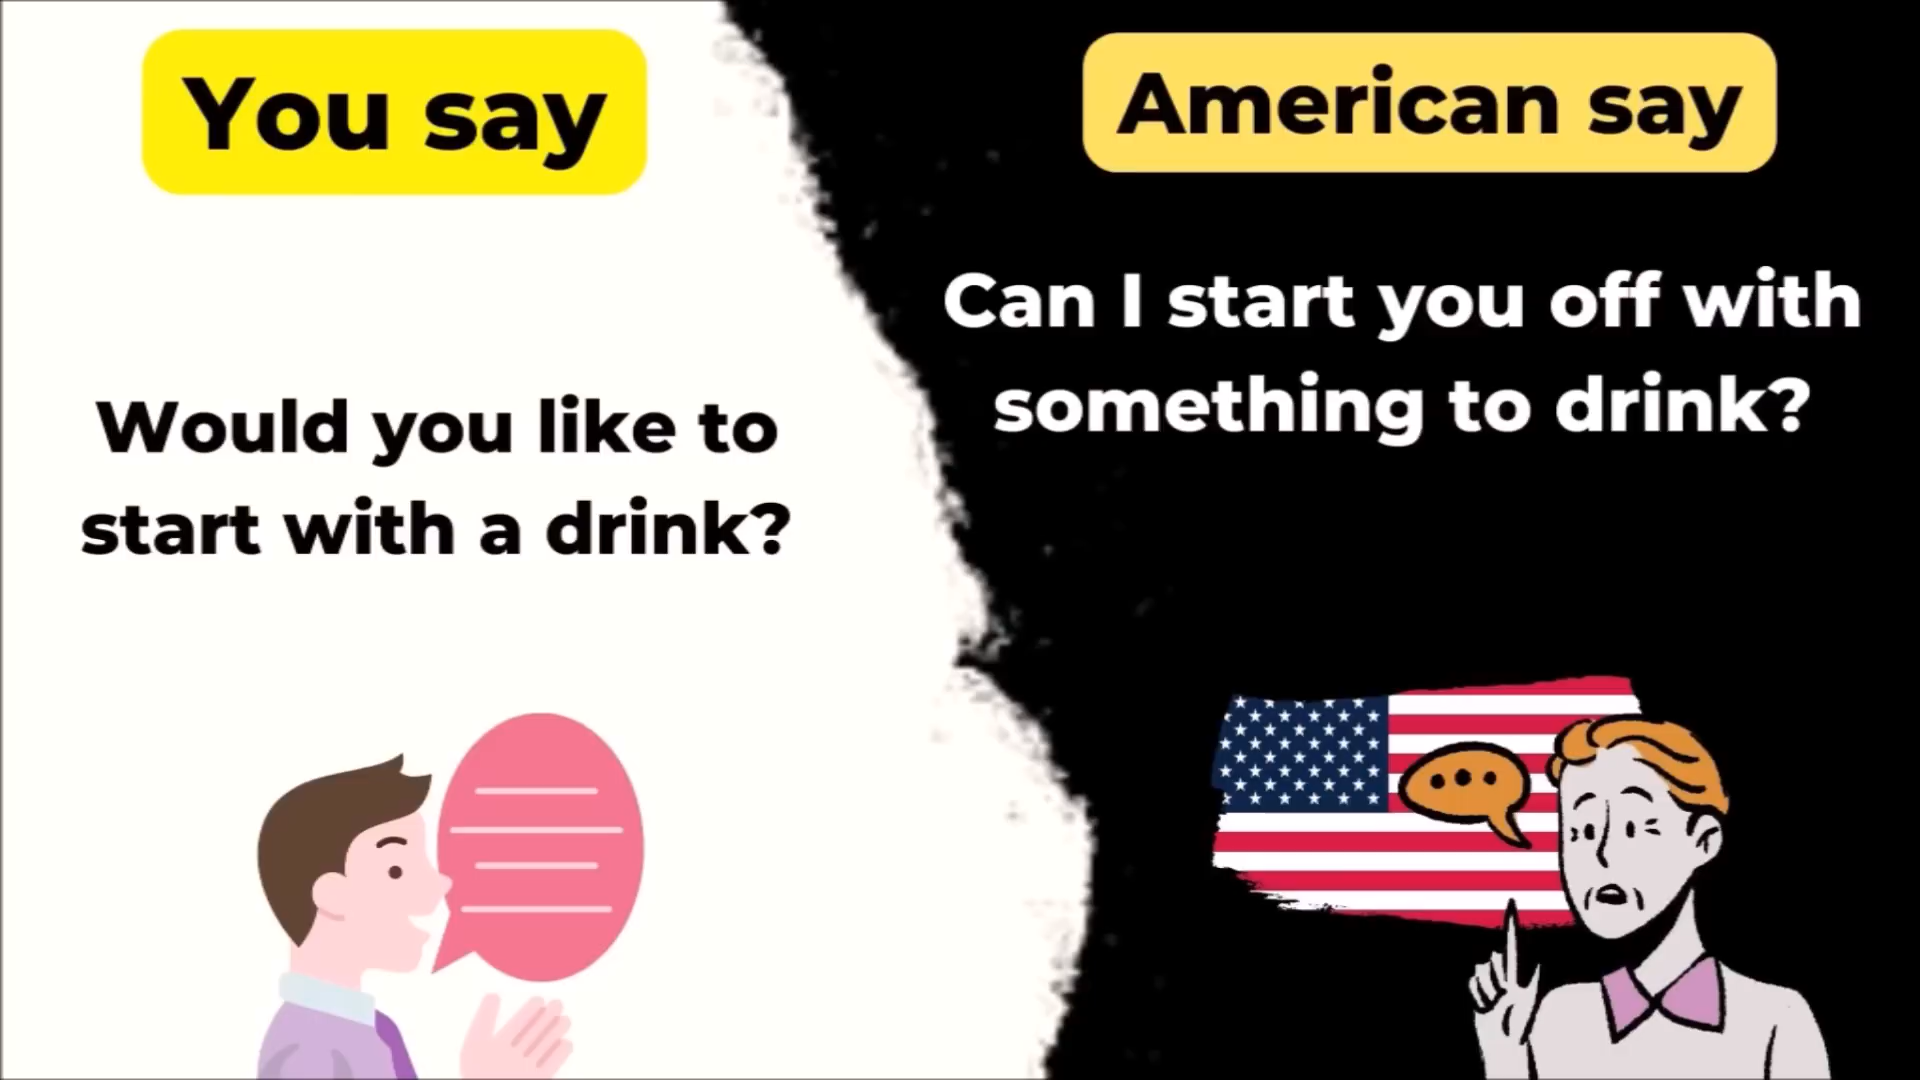 You say
Would you like to
start with a drink?
American say
Can I start you off with
something to drink?